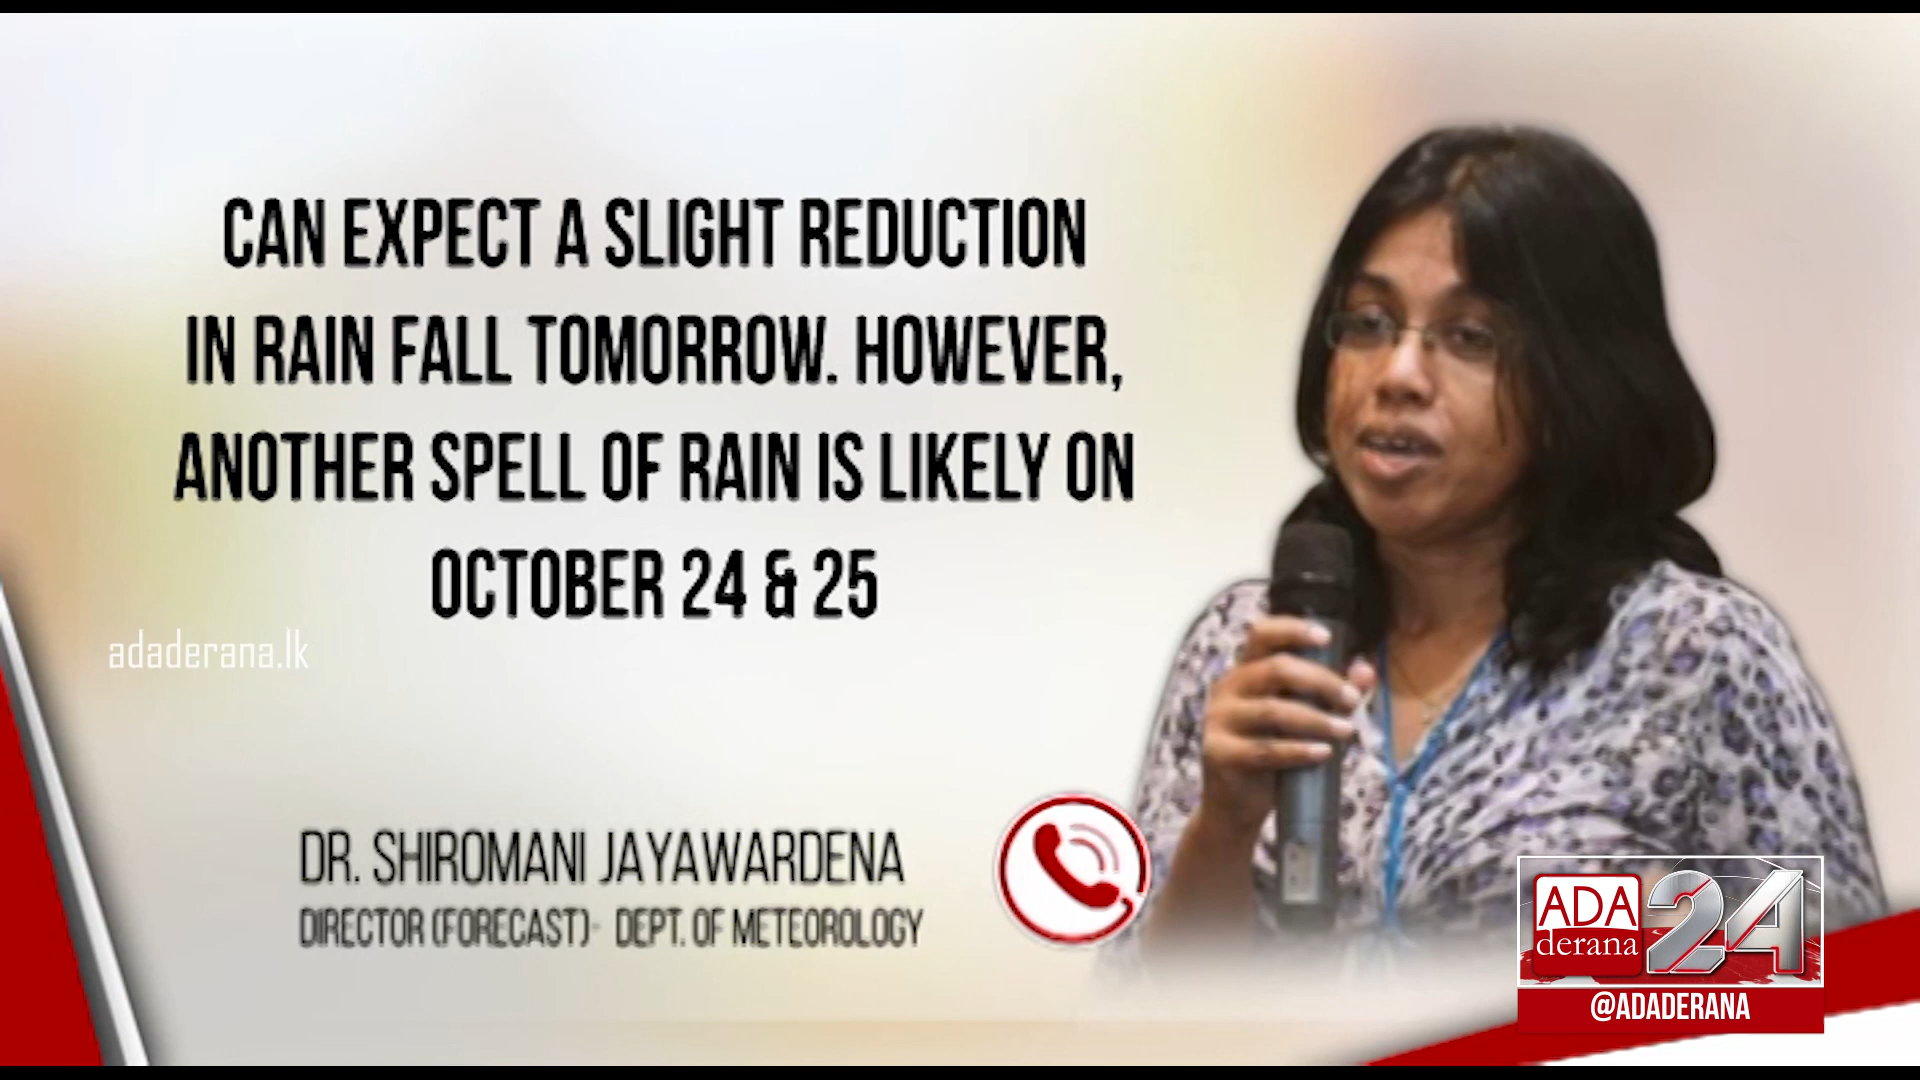 CAN EXPECT A SLIGHT REDUCTION
IN RAIN FALL TOMORROW. HOWEVER,
ANOTHER SPELL OF RAIN IS LIKELY ON
OCTOBER 24 & 25
adaderana.lk
DR. SHIROMANI JAYAWARDENA
DIRECTOR (FORECAST)- DEPT. OF METEOROLOGY
ADA
derana 24
@ADADERANA